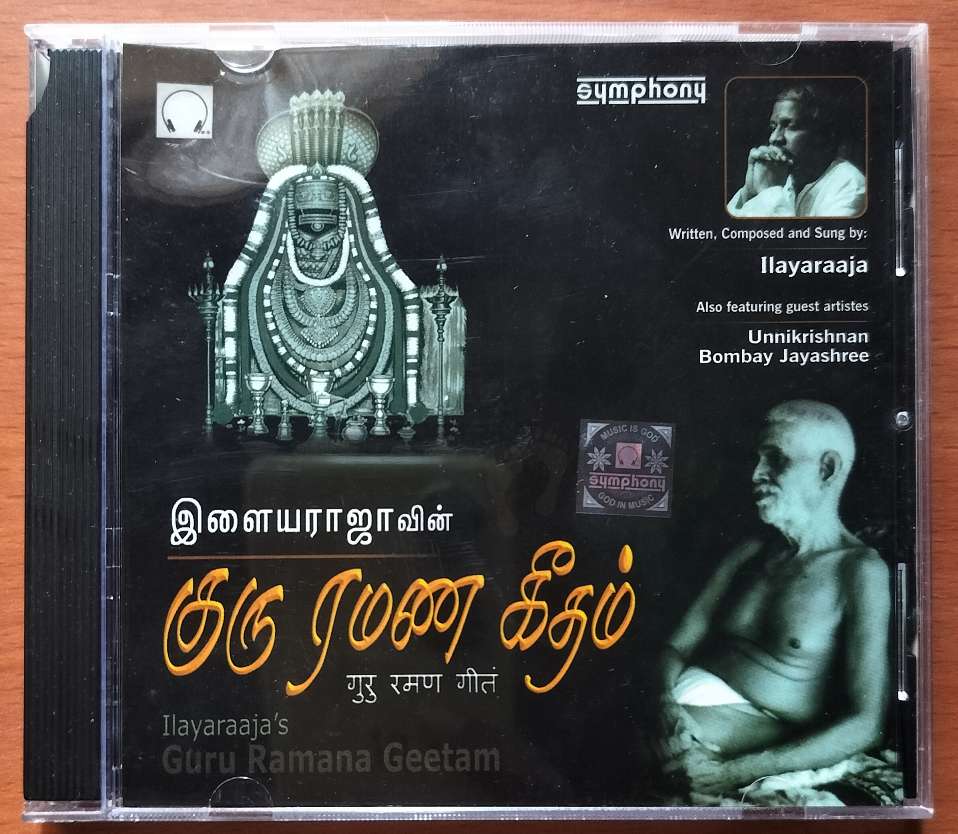 symphony
Written, Composed and Sung by:
Ilayaraaja
Also featuring guest artistes
Unnikrishnan
Bombay Jayashree
MUSIC IS GOD
symphony
GOD IN MUSIC
இளையராஜாவின்
குரு ரமண கீதம்
गुरु रमण गीतं
Ilayaraaja's
Guru Ramana Geetam